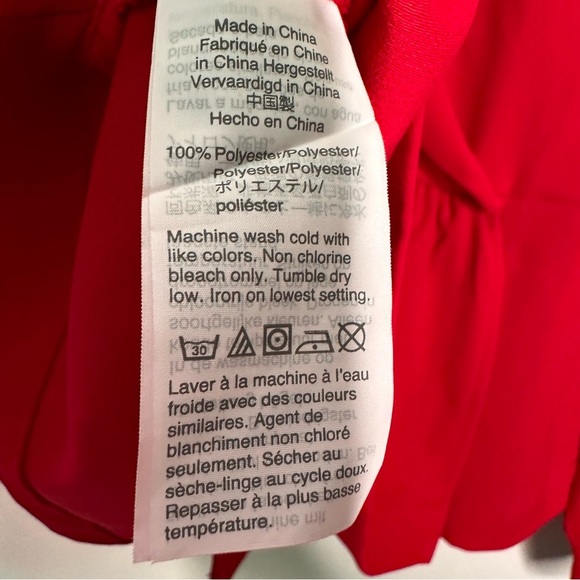 Made in China
Fabriqué en Chine
in China Hergestellt
Vervaardigd in China
中国製
Hecho en China
100% Polyester/Polyester/
Polyester/Polyester/
ポリエステル/
poliéster
Machine wash cold with
like colors. Non chlorine
bleach only. Tumble dry
low. Iron on lowest setting.
30
Laver à la machine à l'eau
froide avec des couleurs
similaires. Agent de
blanchiment non chloré
seulement. Sécher au
sèche-linge au cycle doux.
Repasser à la plus basse
température.